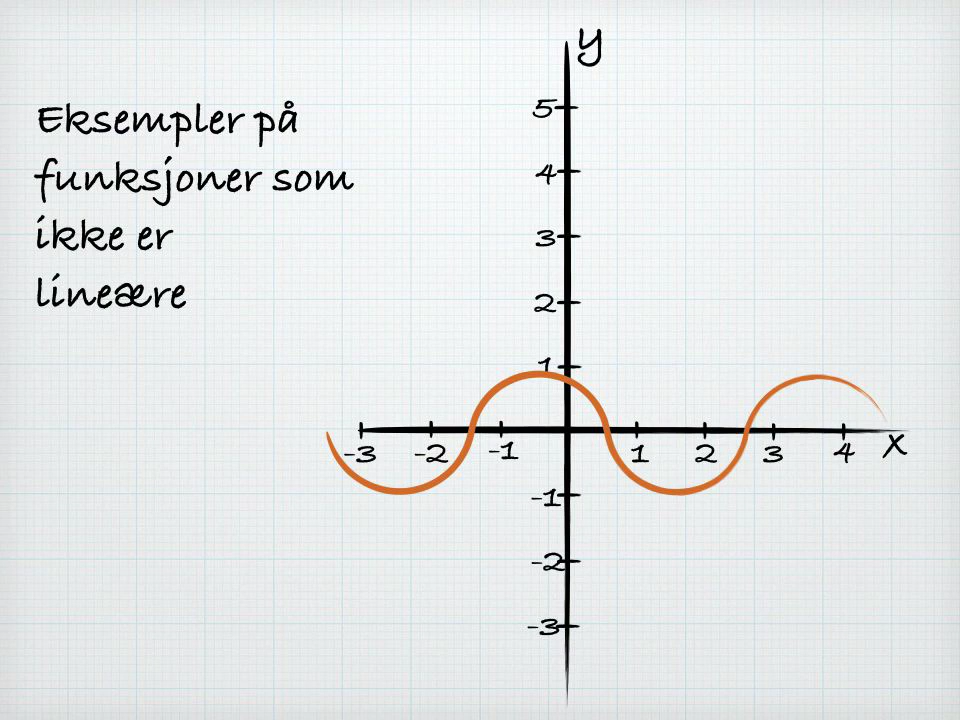 Eksempler på
funksjoner som
ikke er
lineære
y
5
4
3
2
1
-3 -2 -1 1 2 3 4 x
-1
-2
-3